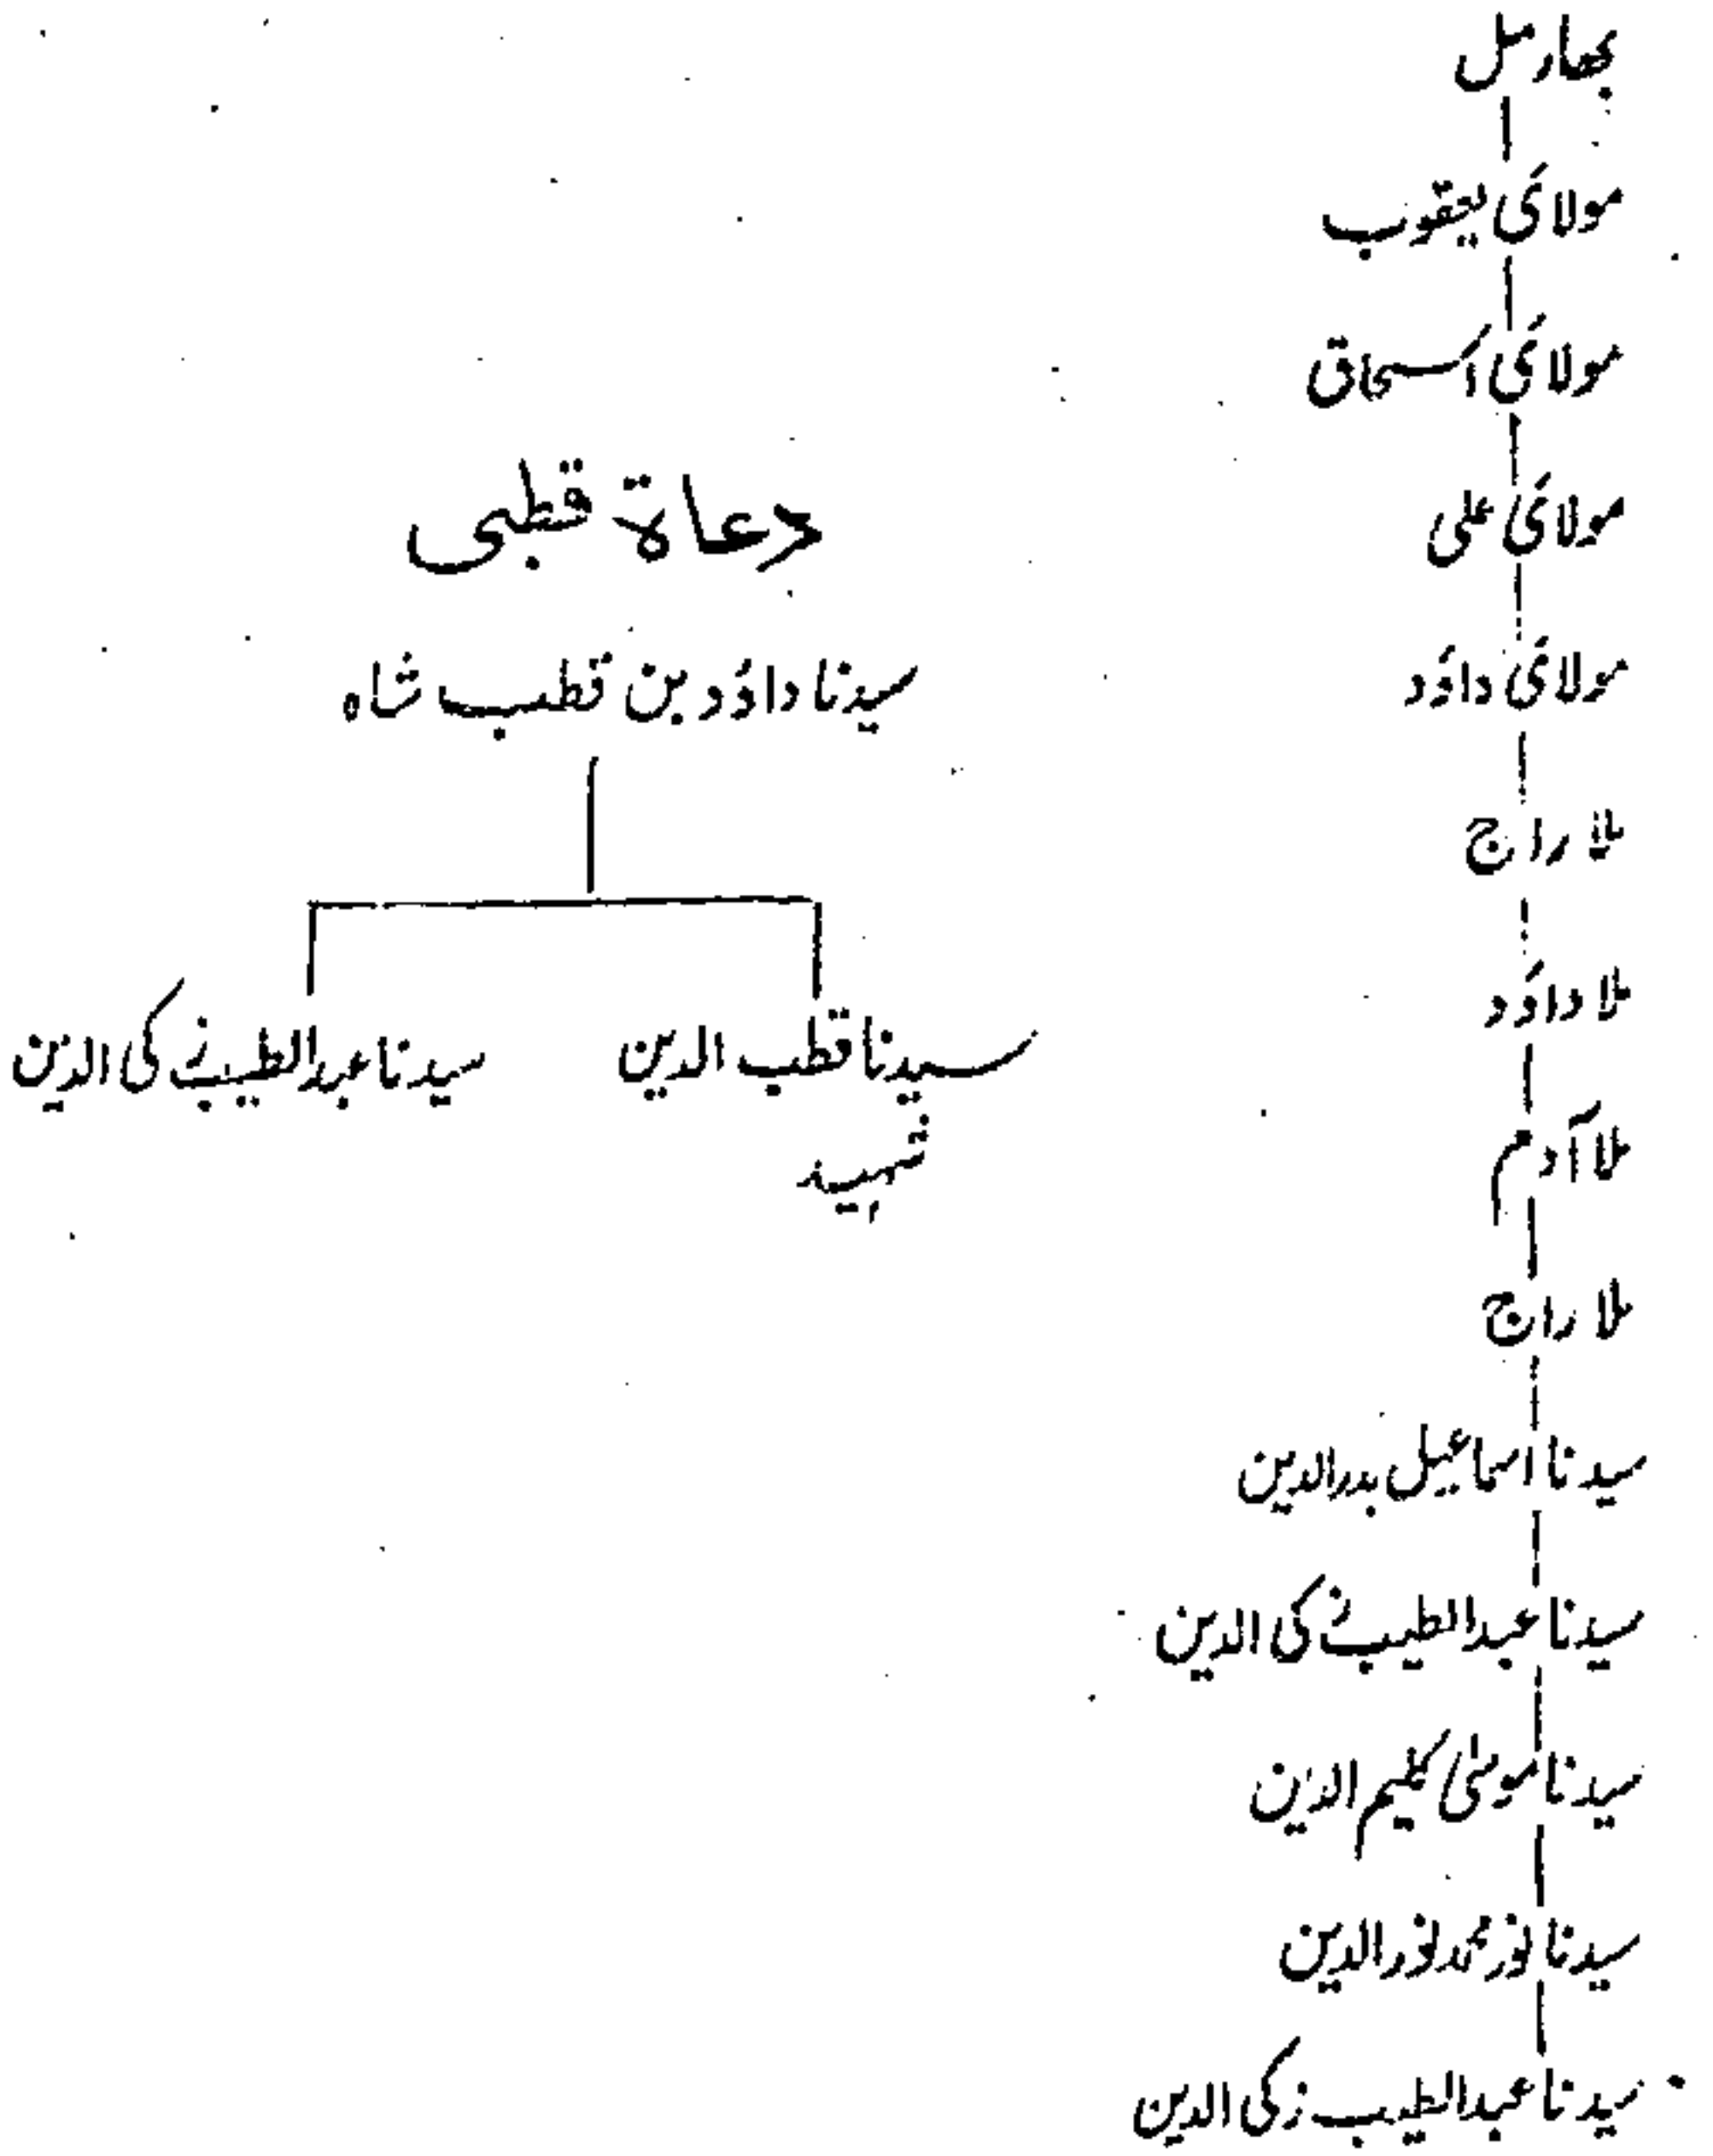 بھارمل
مولائی یعقوب
مولائی اسحاق
مولائی علی
مولائی داؤد
ملا راج
ملا داؤد
ملا آدم
ملا راج
سیدنا اسماعیل بدرالدین
سیدنا عبدالطیب زکی الدین
سیدنا موسیٰ کلیم الدین
سیدنا نور محمد نورالدین
سیدنا عبدالطیب زکی الدین
دعاۃ قطبی
سیدنا داؤد بن قطب شاہ
سیدنا قطب الدین
شہید
سیدنا عبدالطیب زکی الدین